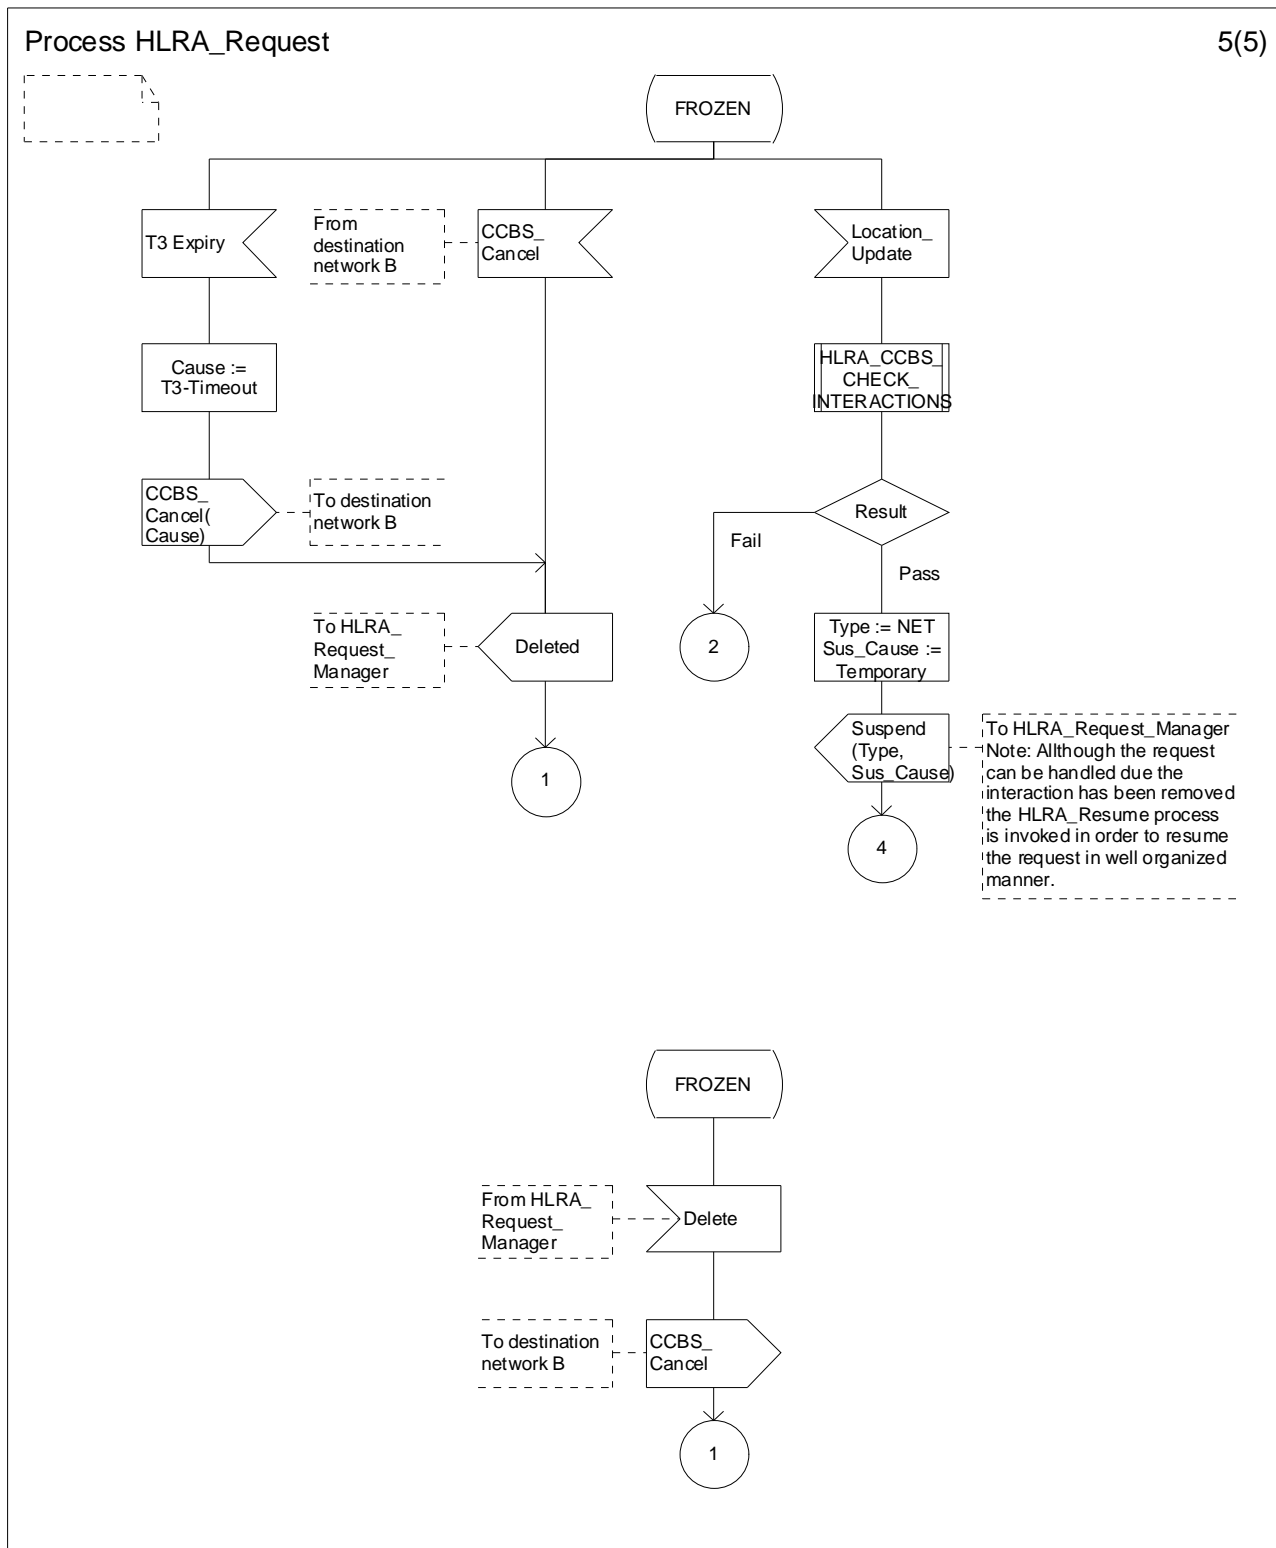 Process HLRA_Request
5(5)
FROZEN
T3 Expiry
From
destination
network B
CCBS_
Cancel
Location_
Update
Cause :=
T3-Timeout
HLRA_CCBS_
CHECK_
INTERACTIONS
CCBS_
Cancel(
Cause)
To destination
network B
Result
Fail
Pass
To HLRA_
Request_
Manager
Deleted
2
Type := NET
Sus_Cause :=
Temporary
Suspend
(Type,
Sus_Cause)
To HLRA_Request_Manager
Note: Allthough the request
can be handled due the
interaction has been removed
the HLRA_Resume process
is invoked in order to resume
the request in well organized
manner.
1
4
FROZEN
From HLRA_
Request_
Manager
Delete
To destination
network B
CCBS_
Cancel
1